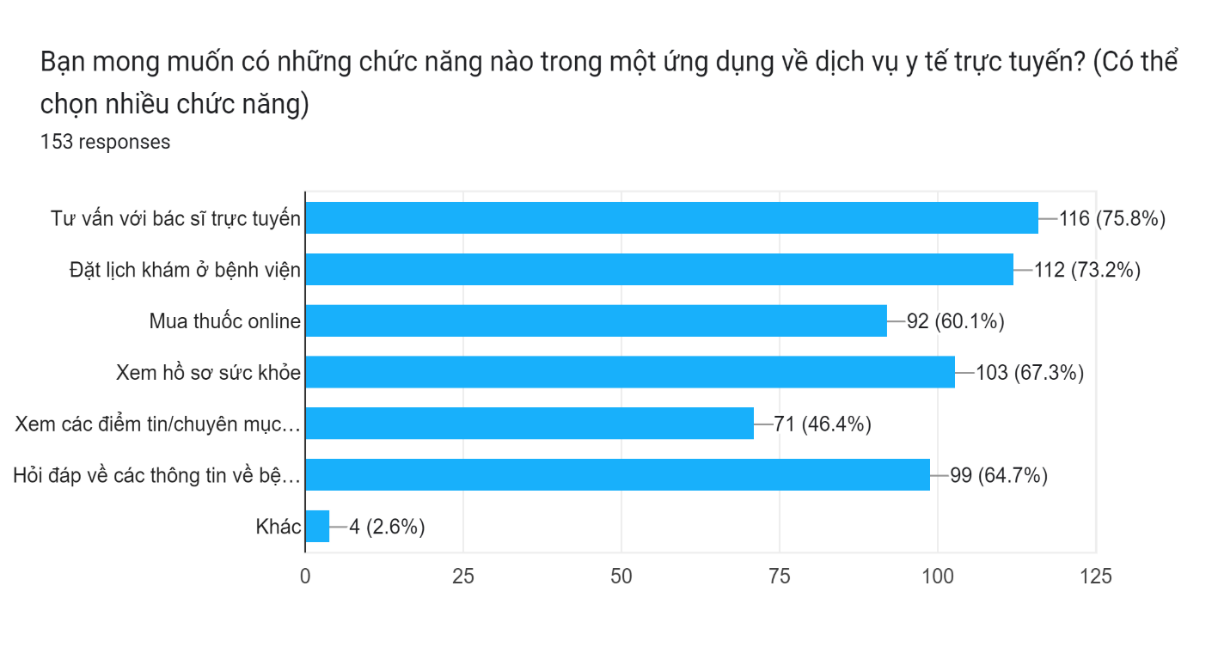 Bạn mong muốn có những chức năng nào trong một ứng dụng về dịch vụ y tế trực tuyến? (Có thể
chọn nhiều chức năng)
153 responses
Tư vấn với bác sĩ trực tuyến
116 (75.8%)
Đặt lịch khám ở bệnh viện
112 (73.2%)
Mua thuốc online
92 (60.1%)
Xem hồ sơ sức khỏe
103 (67.3%)
Xem các điểm tin/chuyên mục…
71 (46.4%)
Hỏi đáp về các thông tin về bệ…
99 (64.7%)
Khác
4 (2.6%)
0 25 50 75 100 125